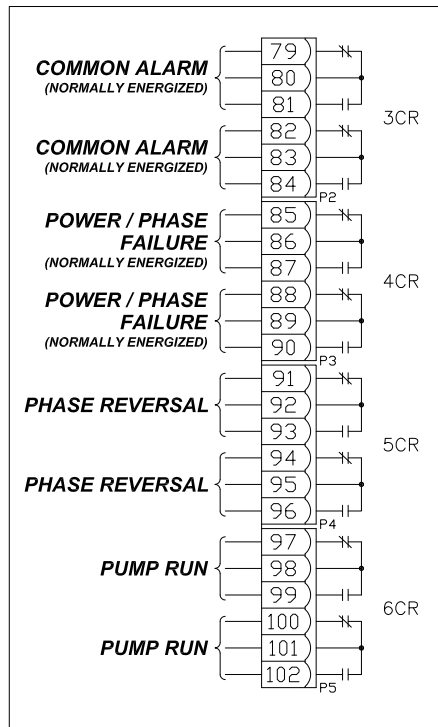 COMMON ALARM
(NORMALLY ENERGIZED)
79
80
81
3CR
COMMON ALARM
(NORMALLY ENERGIZED)
82
83
84
P2
POWER / PHASE
FAILURE
(NORMALLY ENERGIZED)
85
86
87
4CR
POWER / PHASE
FAILURE
(NORMALLY ENERGIZED)
88
89
90
P3
PHASE REVERSAL
91
92
93
5CR
PHASE REVERSAL
94
95
96
P4
PUMP RUN
97
98
99
6CR
PUMP RUN
100
101
102
P5